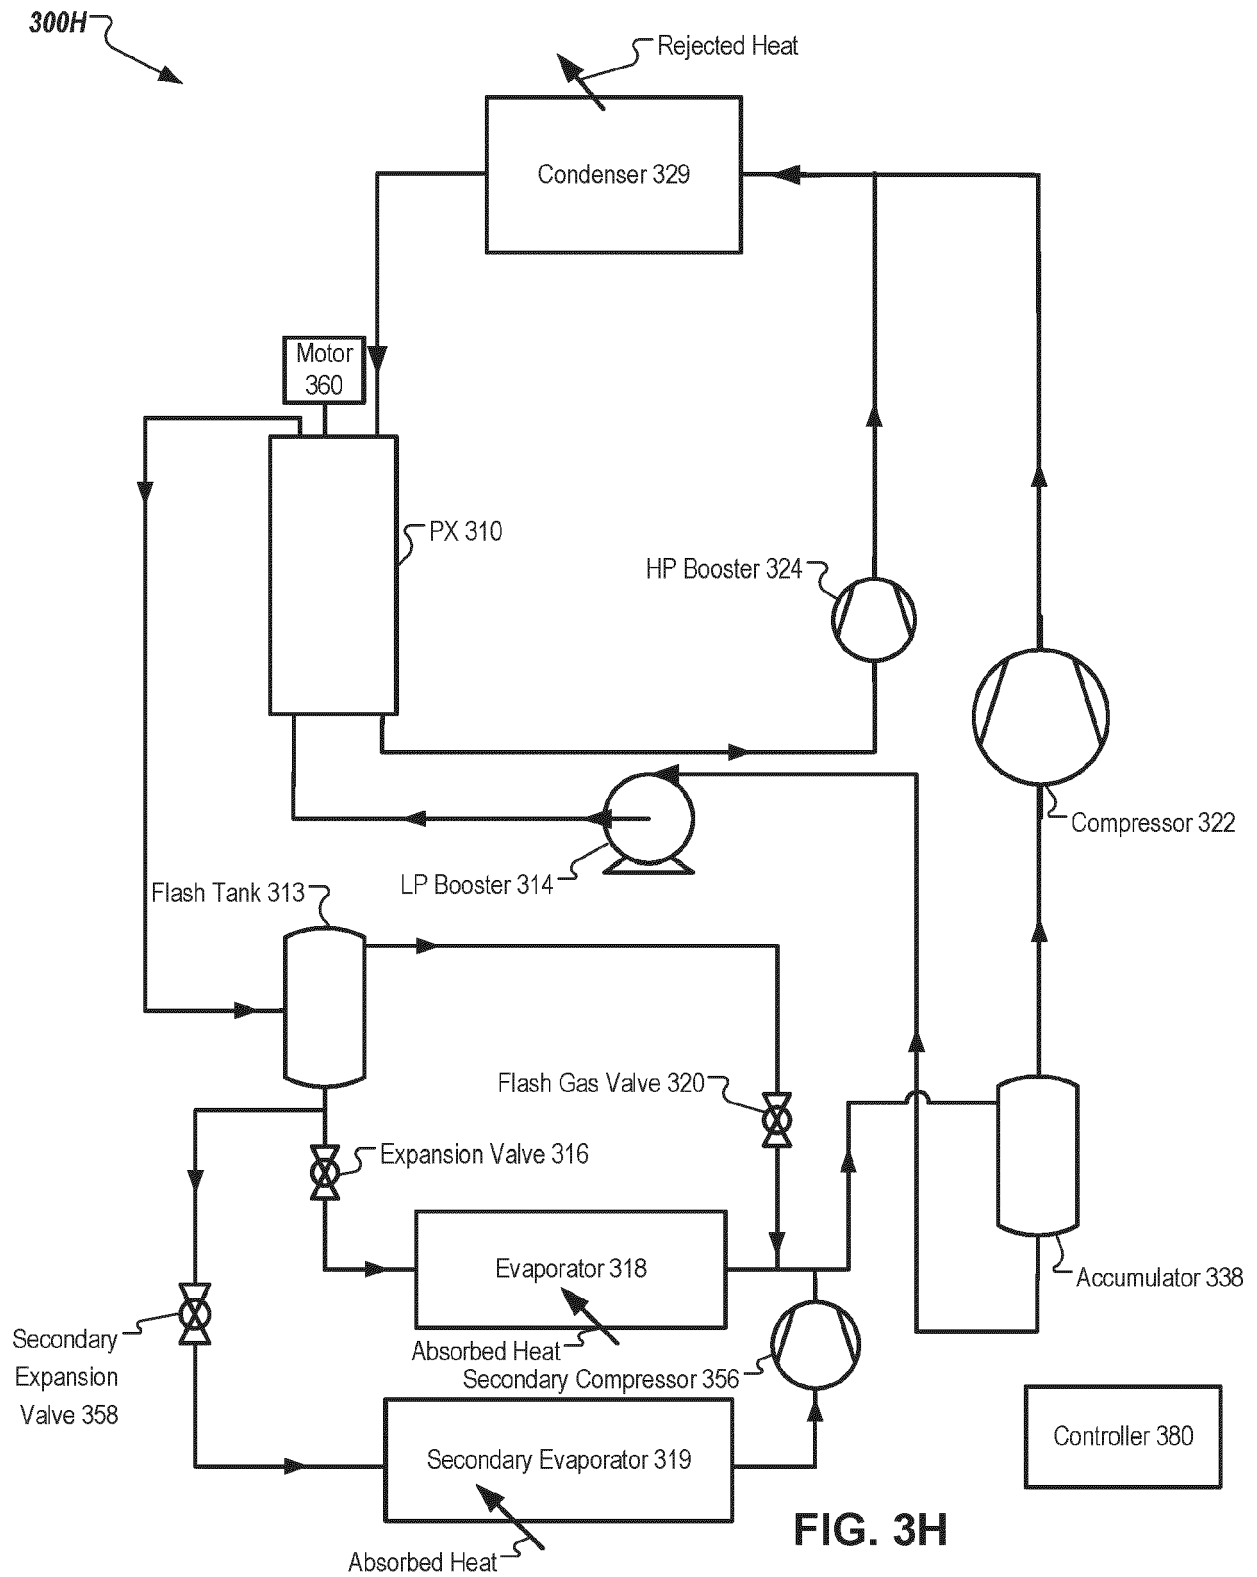 300H
Rejected Heat
Condenser 329
Motor
360
PX 310
HP Booster 324
Compressor 322
LP Booster 314
Flash Tank 313
Flash Gas Valve 320
Expansion Valve 316
Evaporator 318
Accumulator 338
Absorbed Heat
Secondary Compressor 356
Secondary
Expansion
Valve 358
Controller 380
Secondary Evaporator 319
FIG. 3H
Absorbed Heat